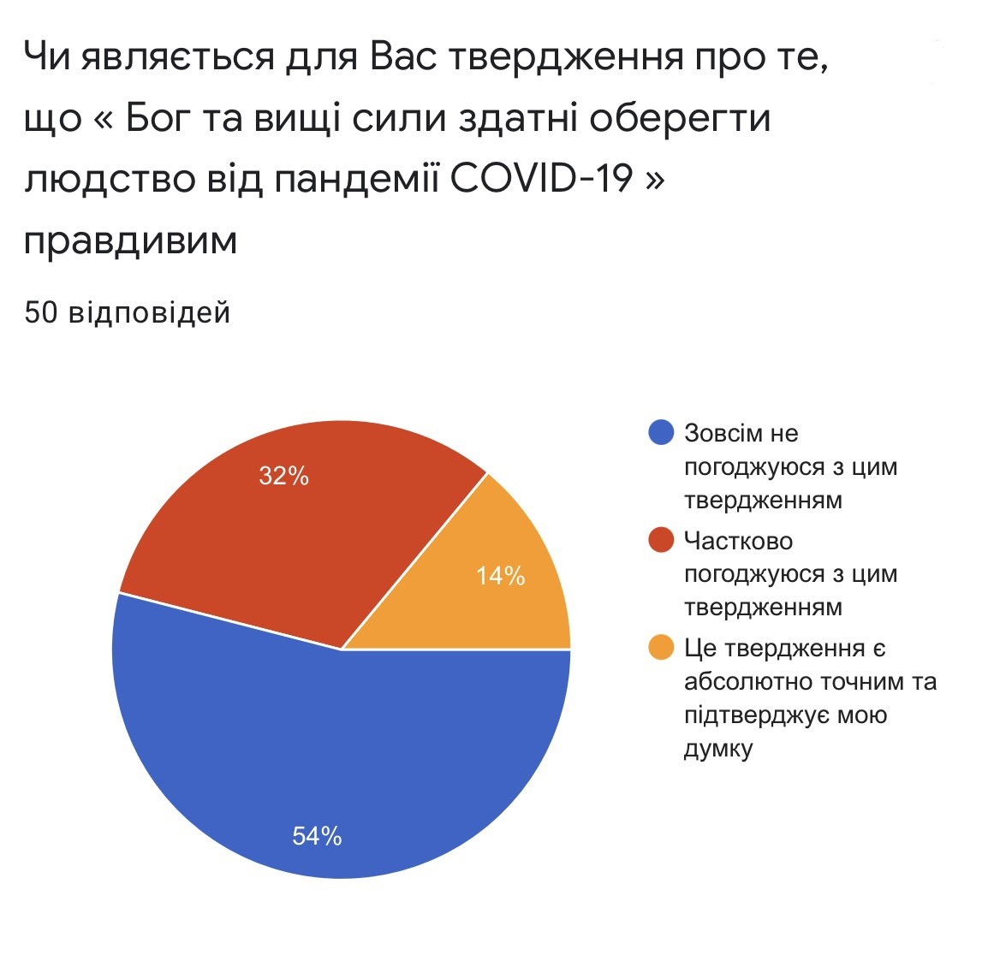 Чи являється для Вас твердження про те,
що « Бог та вищі сили здатні оберегти
людство від пандемії COVID-19 »
правдивим
50 відповідей
32%
14%
54%
Зовсім не
погоджуюся з цим
твердженням
Частково
погоджуюся з цим
твердженням
Це твердження є
абсолютно точним та
підтверджує мою
думку